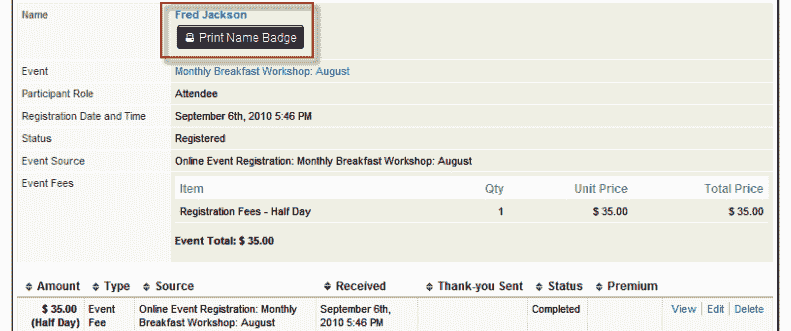 Name Fred Jackson
Print Name Badge
Event Monthly Breakfast Workshop: August
Participant Role Attendee
Registration Date and Time September 6th, 2010 5:46 PM
Status Registered
Event Source Online Event Registration: Monthly Breakfast Workshop: August
Event Fees
Item Qty Unit Price Total Price
Registration Fees - Half Day 1 $ 35.00 $ 35.00
Event Total: $ 35.00
Amount Type Source Received Thank-you Sent Status Premium
$ 35.00 Event Online Event Registration: Monthly September 6th, Completed View Edit Delete
(Half Day) Fee Breakfast Workshop: August 2010 5:46 PM